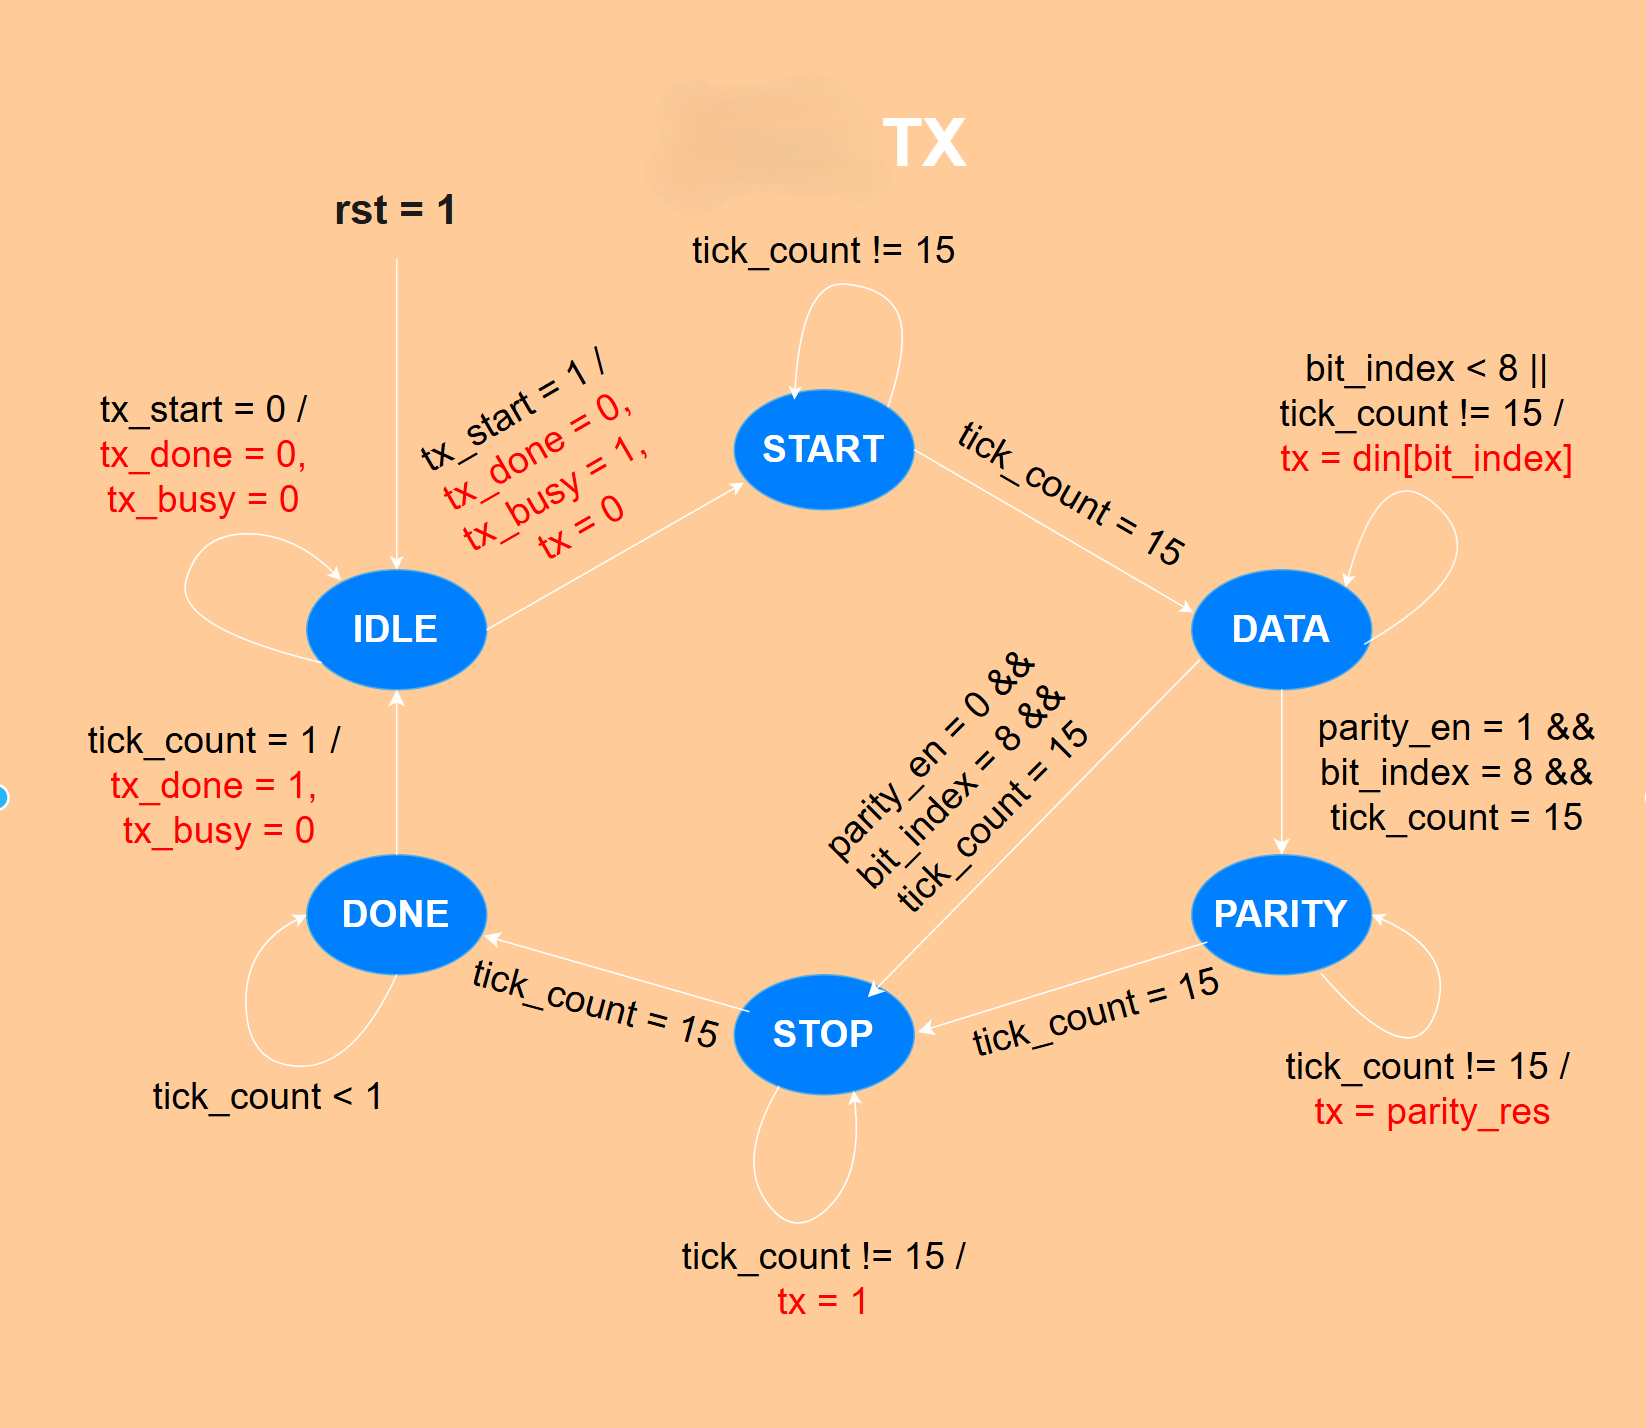 TX
rst = 1
tick_count != 15
tx_start = 0 /
tx_done = 0,
tx_busy = 0
tx_start = 1 /
tx_done = 0,
tx_busy = 1,
tx = 0
START
tick_count = 15
bit_index < 8 ||
tick_count != 15 /
tx = din[bit_index]
IDLE
DATA
tick_count = 1 /
tx_done = 1,
tx_busy = 0
parity_en = 0 &&
bit_index = 8 &&
tick_count = 15
parity_en = 1 &&
bit_index = 8 &&
tick_count = 15
DONE
PARITY
tick_count = 15
STOP
tick_count = 15
tick_count < 1
tick_count != 15 /
tx = parity_res
tick_count != 15 /
tx = 1